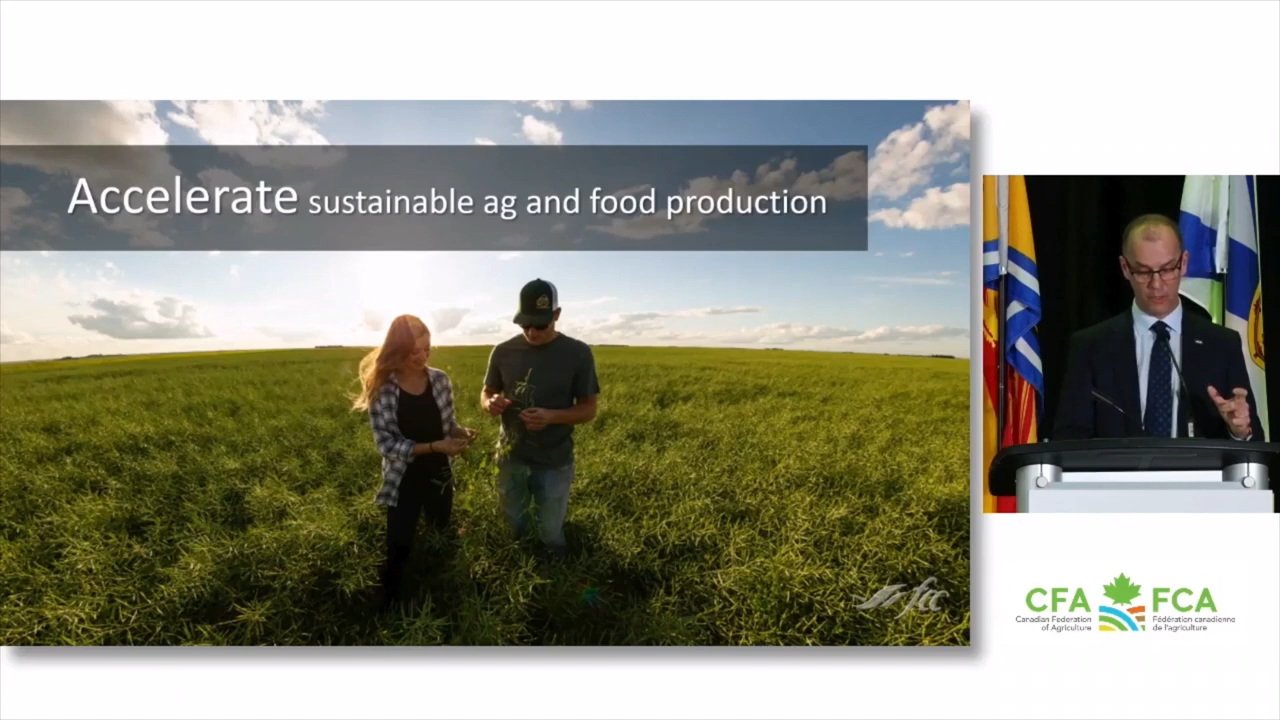 Accelerate sustainable ag and food production
fcc
CFA FCA
Canadian Federation
of Agriculture
Fédération canadienne
de l'agriculture